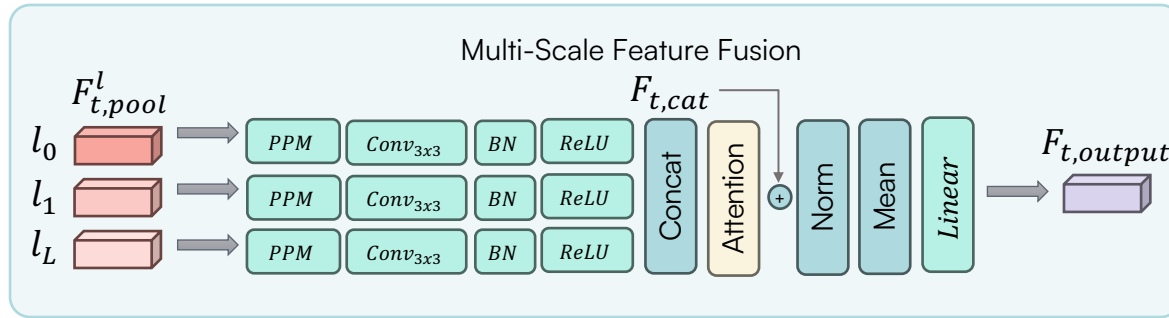 Multi-Scale Feature Fusion
F^l_{t,pool}
F_{t,cat}
l_0
PPM Conv_{3x3} BN ReLU
l_1
PPM Conv_{3x3} BN ReLU
l_L
PPM Conv_{3x3} BN ReLU
Concat
Attention
+
Norm
Mean
Linear
F_{t,output}